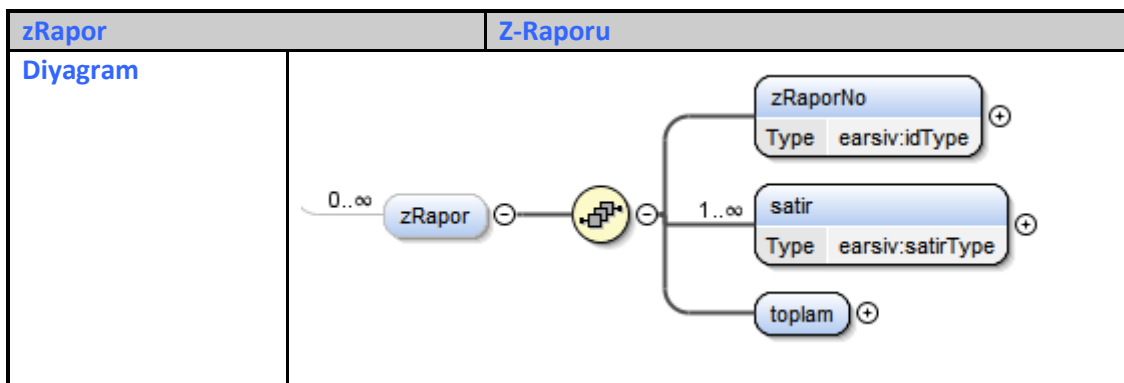 zRapor Z-Raporu
Diyagram
zRaporNo
Type earsiv:idType
0..∞ zRapor 1..∞ satir
Type earsiv:satirType
toplam